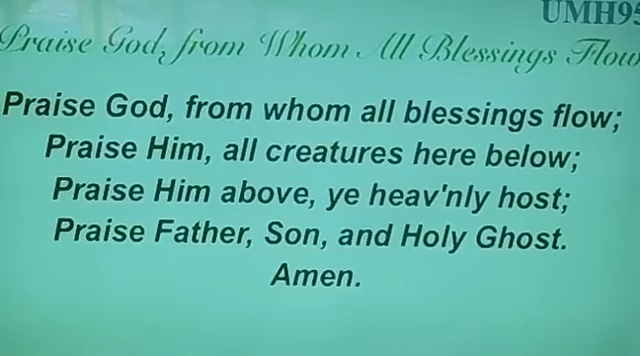 UMH95
Praise God, from Whom All Blessings Flow
Praise God, from whom all blessings flow;
Praise Him, all creatures here below;
Praise Him above, ye heav'nly host;
Praise Father, Son, and Holy Ghost.
Amen.